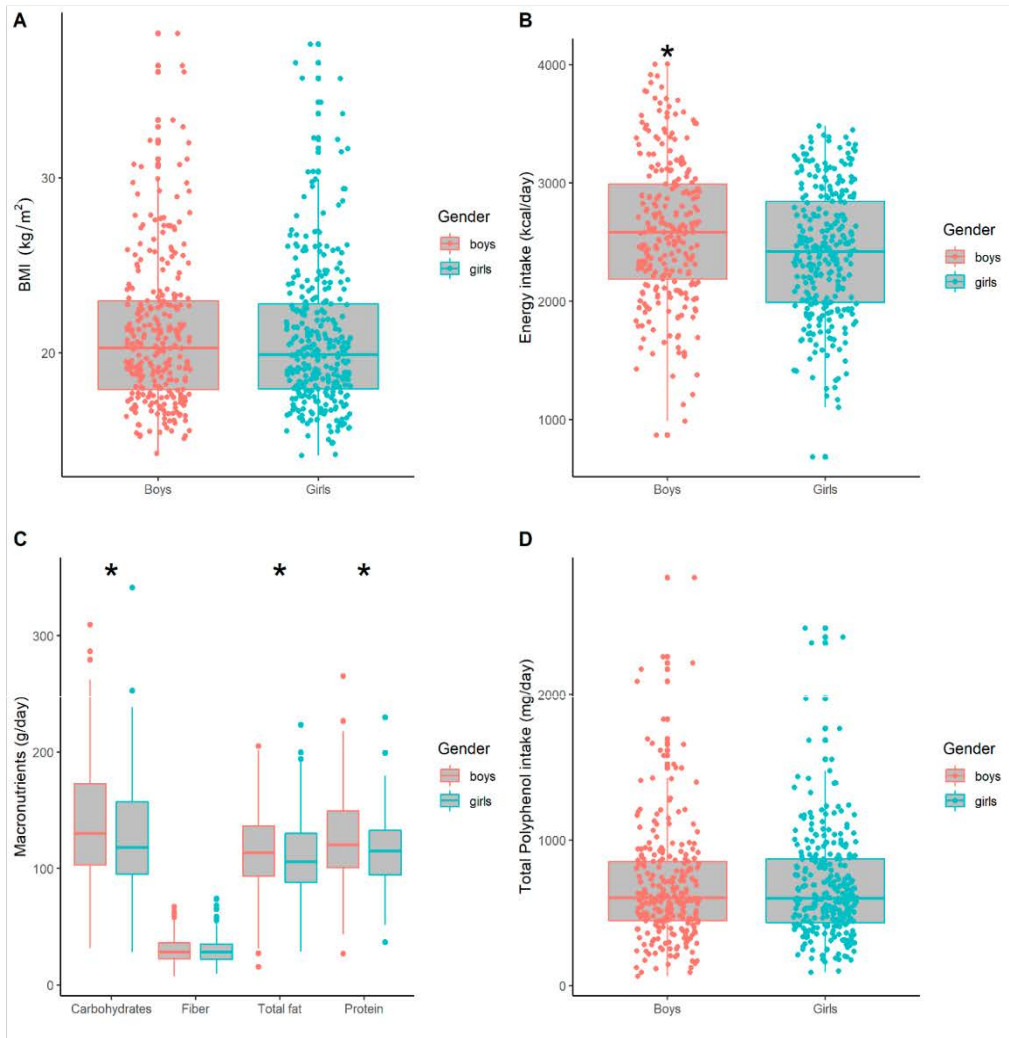 A
BMI (kg/m²)
30
20
Boys
Girls
Gender
boys
girls
B
*
Energy intake (kcal/day)
4000
3000
2000
1000
Boys
Girls
Gender
boys
girls
C
* * *
Macronutrients (g/day)
300
200
100
0
Carbohydrates Fiber Total fat Protein
Gender
boys
girls
D
Total Polyphenol intake (mg/day)
2000
1000
0
Boys
Girls
Gender
boys
girls